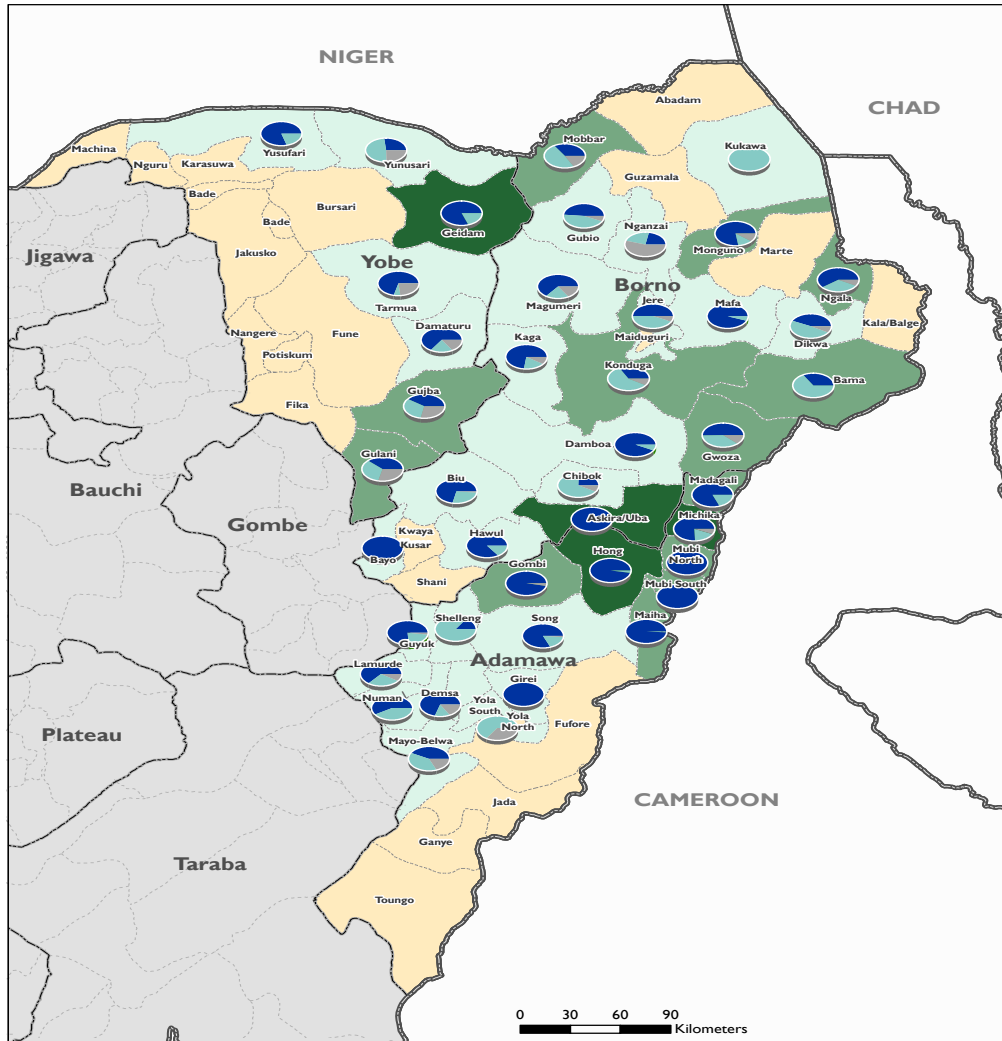 NIGER
Abadam
CHAD
Machina
Yusufari
Mobbar
Kukawa
Nguru
Karasuwa
Yunusari
Bade
Guzamala
Bursari
Bade
Geidam
Gubio
Nganzai
Monguno
Marte
Jigawa
Jakusko
Yobe
Borno
Ngala
Tarmua
Magumeri
Jere
Mafa
Kala/Balge
Nangere
Fune
Damaturu
Kaga
Maiduguri
Dikwa
Potiskum
Konduga
Bama
Fika
Gujba
Damboa
Gwoza
Gulani
Biu
Chibok
Madagali
Bauchi
Gombe
Kwaya
Kusar
Hawul
Askira/Uba
Michika
Bayo
Hong
Mubi
North
Shani
Gombi
Mubi South
Shelleng
Song
Maiha
Guyuk
Adamawa
Lamurde
Girei
Numan
Demsa
Yola
South
Yola
North
Fufore
Plateau
Mayo-Belwa
CAMEROON
Jada
Ganye
Taraba
Toungo
0 30 60 90
Kilometers